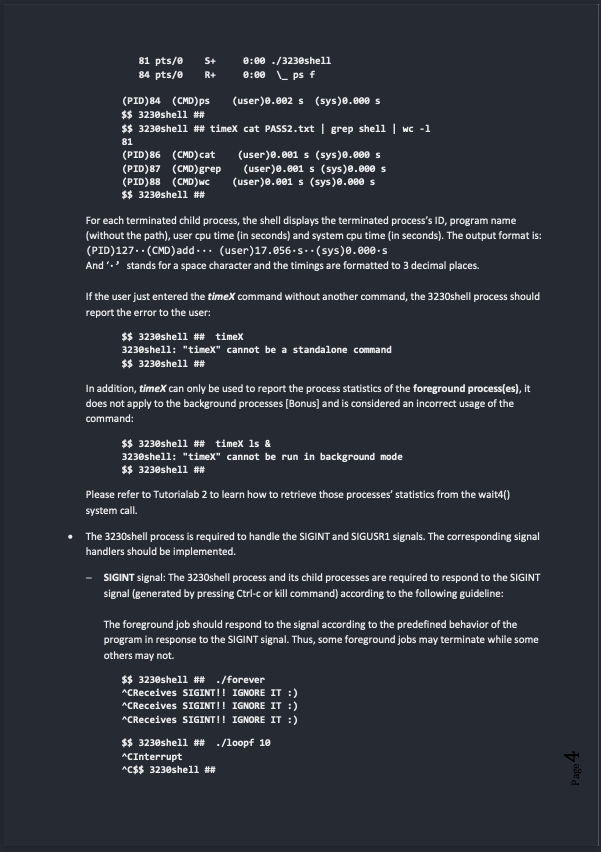 81 pts/0    S+     0:00 ./3230shell
84 pts/0    R+     0:00  \_ ps f
(PID)84  (CMD)ps    (user)0.002 s  (sys)0.000 s
$$ 3230shell ##
$$ 3230shell ## timeX cat PASS2.txt | grep shell | wc -l
81
(PID)86  (CMD)cat    (user)0.001 s (sys)0.000 s
(PID)87  (CMD)grep    (user)0.001 s (sys)0.000 s
(PID)88  (CMD)wc    (user)0.001 s (sys)0.000 s
$$ 3230shell ##
For each terminated child process, the shell displays the terminated process's ID, program name
(without the path), user cpu time (in seconds) and system cpu time (in seconds). The output format is:
(PID)127··(CMD)add··· (user)17.056·s··(sys)0.000·s
And '·' stands for a space character and the timings are formatted to 3 decimal places.
If the user just entered the timeX command without another command, the 3230shell process should
report the error to the user:
$$ 3230shell ##  timeX
3230shell: "timeX" cannot be a standalone command
$$ 3230shell ##
In addition, timeX can only be used to report the process statistics of the foreground process(es), it
does not apply to the background processes [Bonus] and is considered an incorrect usage of the
command:
$$ 3230shell ##  timeX ls &
3230shell: "timeX" cannot be run in background mode
$$ 3230shell ##
Please refer to Tutorialab 2 to learn how to retrieve those processes' statistics from the wait4()
system call.
• The 3230shell process is required to handle the SIGINT and SIGUSR1 signals. The corresponding signal
handlers should be implemented.
– SIGINT signal: The 3230shell process and its child processes are required to respond to the SIGINT
signal (generated by pressing Ctrl-c or kill command) according to the following guideline:
The foreground job should respond to the signal according to the predefined behavior of the
program in response to the SIGINT signal. Thus, some foreground jobs may terminate while some
others may not.
$$ 3230shell ##  ./forever
^CReceives SIGINT!! IGNORE IT :)
^CReceives SIGINT!! IGNORE IT :)
^CReceives SIGINT!! IGNORE IT :)
$$ 3230shell ##  ./loopf 10
^CInterrupt
^C$$ 3230shell ##
Page 4